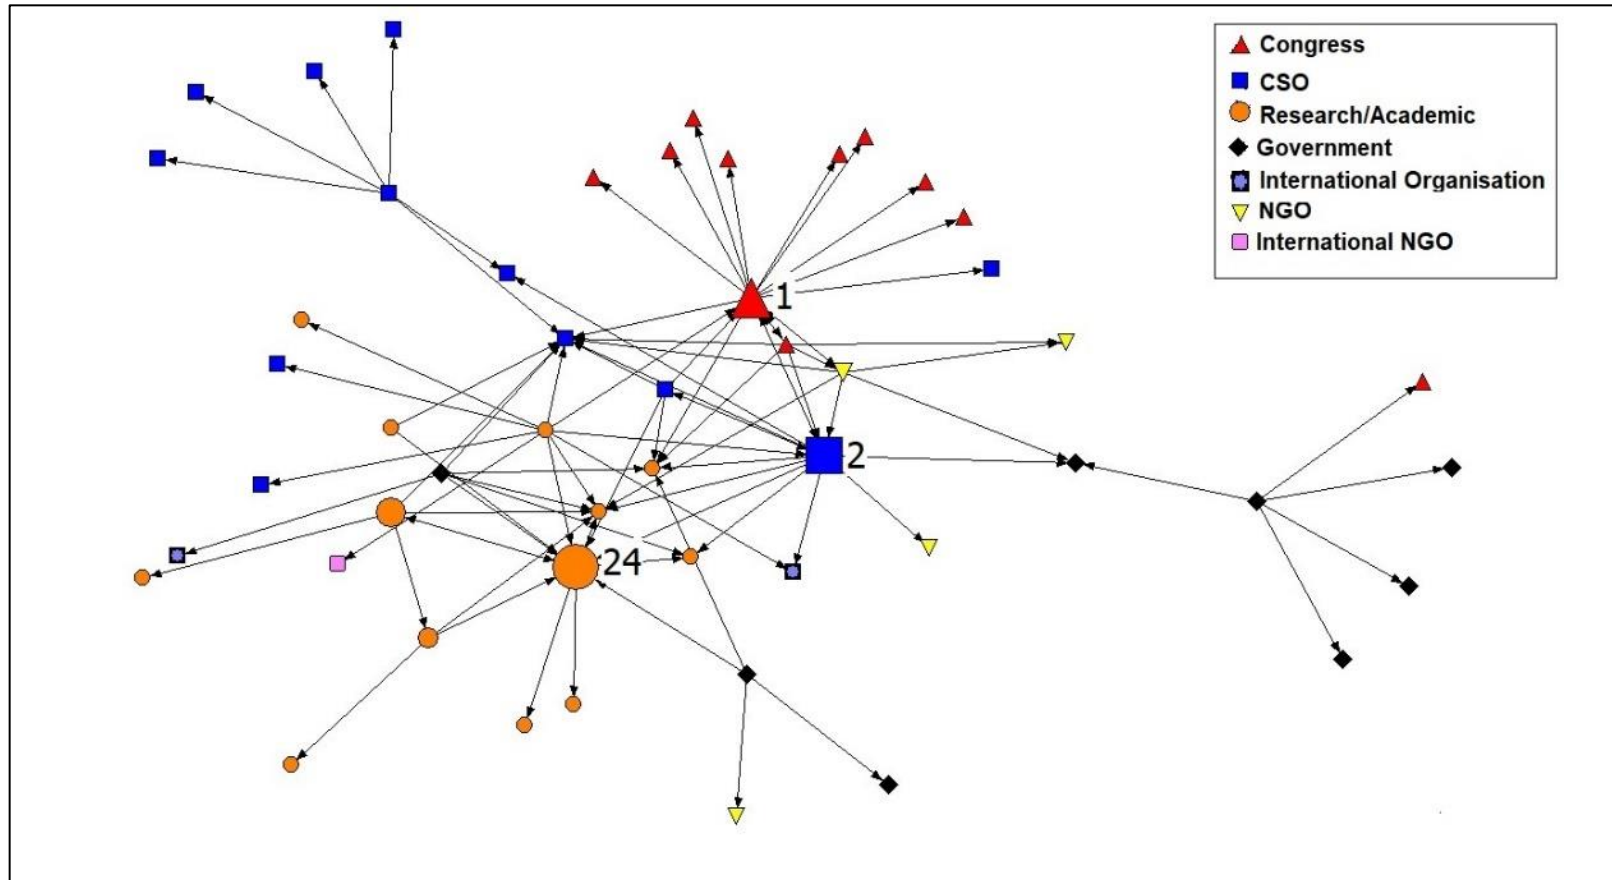 Congress
CSO
Research/Academic
Government
International Organisation
NGO
International NGO
1
2
24